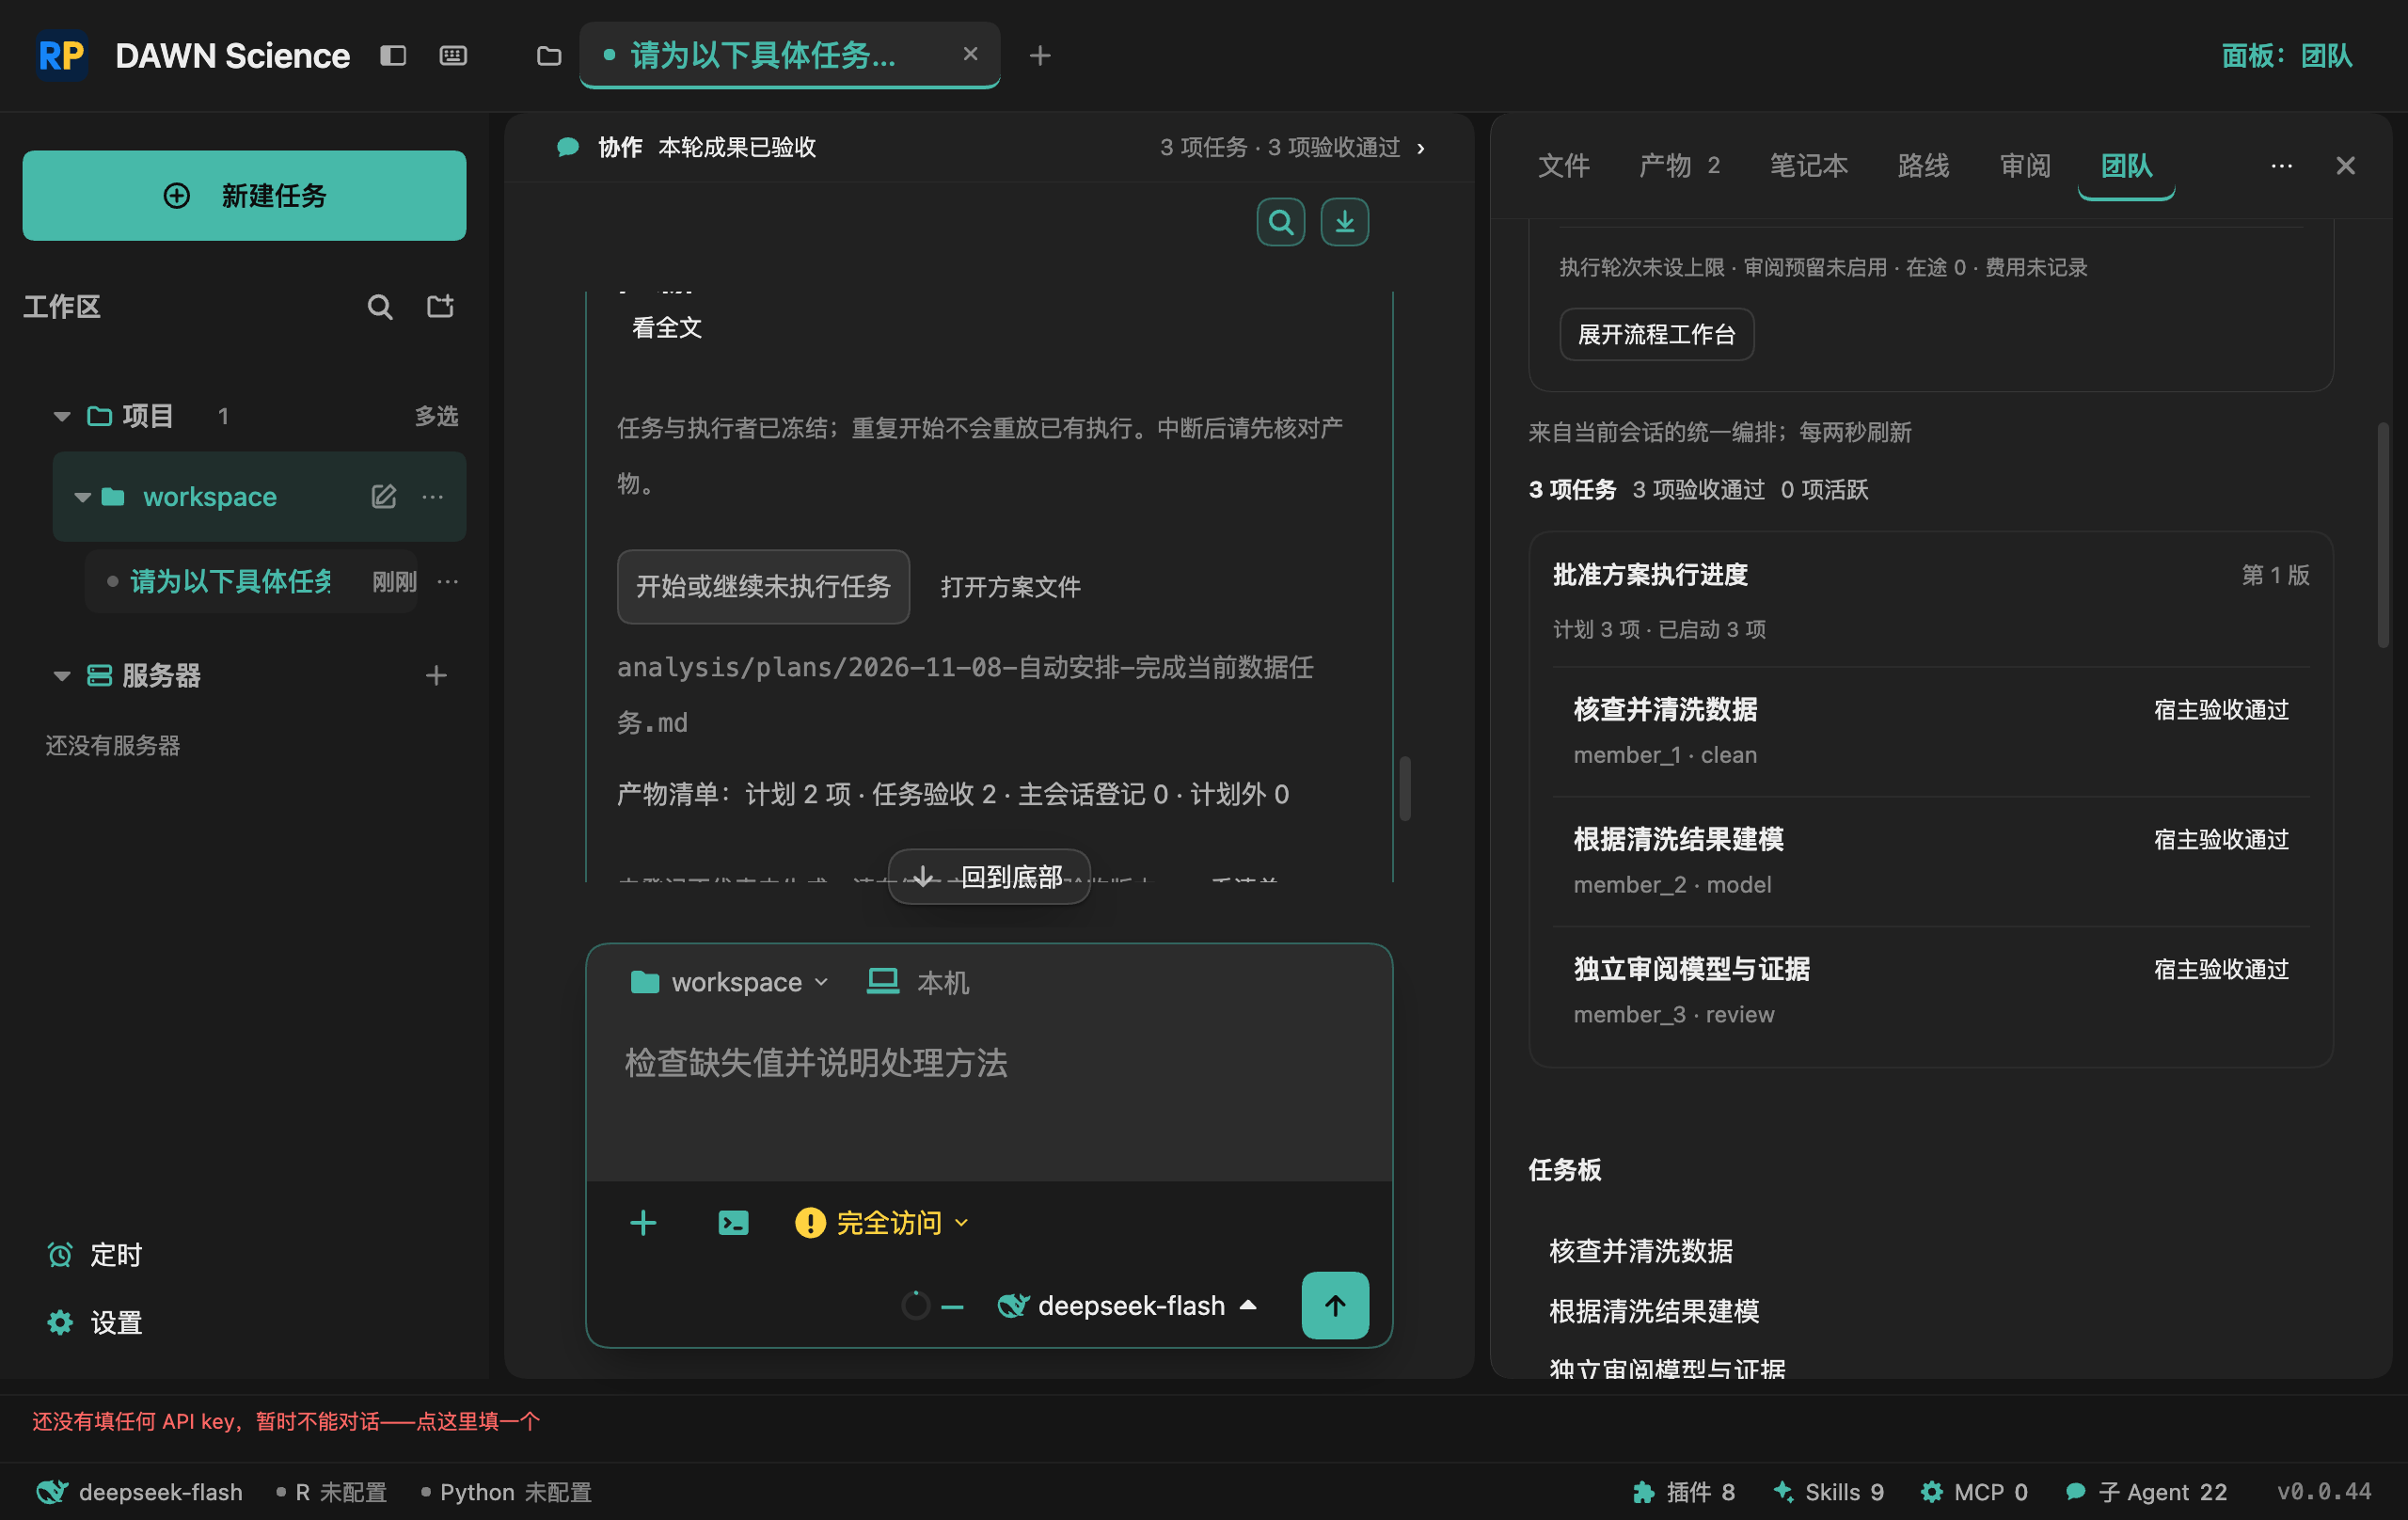 RP
DAWN Science
请为以下具体任务...
面板：团队
新建任务
工作区
项目 1 多选
workspace
请为以下具体任务 刚刚
服务器
还没有服务器
定时
设置
协作 本轮成果已验收
3 项任务 · 3 项验收通过 ›
看全文
任务与执行者已冻结；重复开始不会重放已有执行。中断后请先核对产
物。
开始或继续未执行任务 打开方案文件
analysis/plans/2026-11-08-自动安排-完成当前数据任
务.md
产物清单：计划 2 项 · 任务验收 2 · 主会话登记 0 · 计划外 0
回到底部
workspace 本机
检查缺失值并说明处理方法
完全访问
deepseek-flash
文件 产物 2 笔记本 路线 审阅 团队
执行轮次未设上限 · 审阅预留未启用 · 在途 0 · 费用未记录
展开流程工作台
来自当前会话的统一编排；每两秒刷新
3 项任务 3 项验收通过 0 项活跃
批准方案执行进度 第 1 版
计划 3 项 · 已启动 3 项
核查并清洗数据 宿主验收通过
member_1 · clean
根据清洗结果建模 宿主验收通过
member_2 · model
独立审阅模型与证据 宿主验收通过
member_3 · review
任务板
核查并清洗数据
根据清洗结果建模
独立审阅模型与证据
还没有填任何 API key，暂时不能对话——点这里填一个
deepseek-flash R 未配置 Python 未配置
插件 8 Skills 9 MCP 0 子 Agent 22 v0.0.44